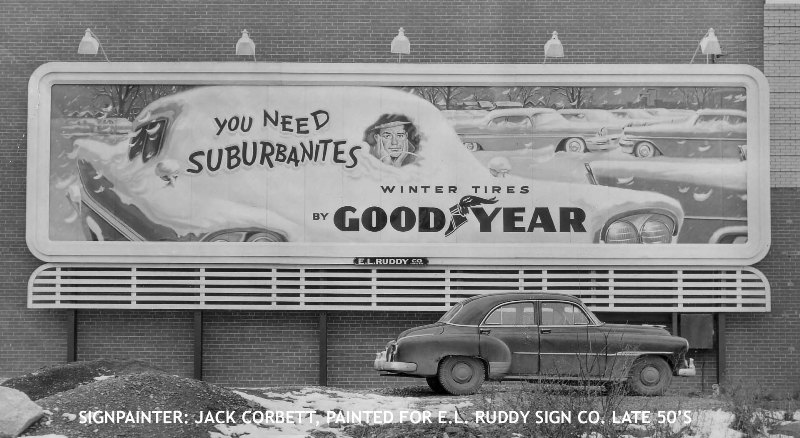 YOU NEED
SUBURBANITES
WINTER TIRES
BY GOODYEAR
E.L. RUDDY CO.
SIGNPAINTER: JACK CORBETT, PAINTED FOR E.L. RUDDY SIGN CO. LATE 50'S